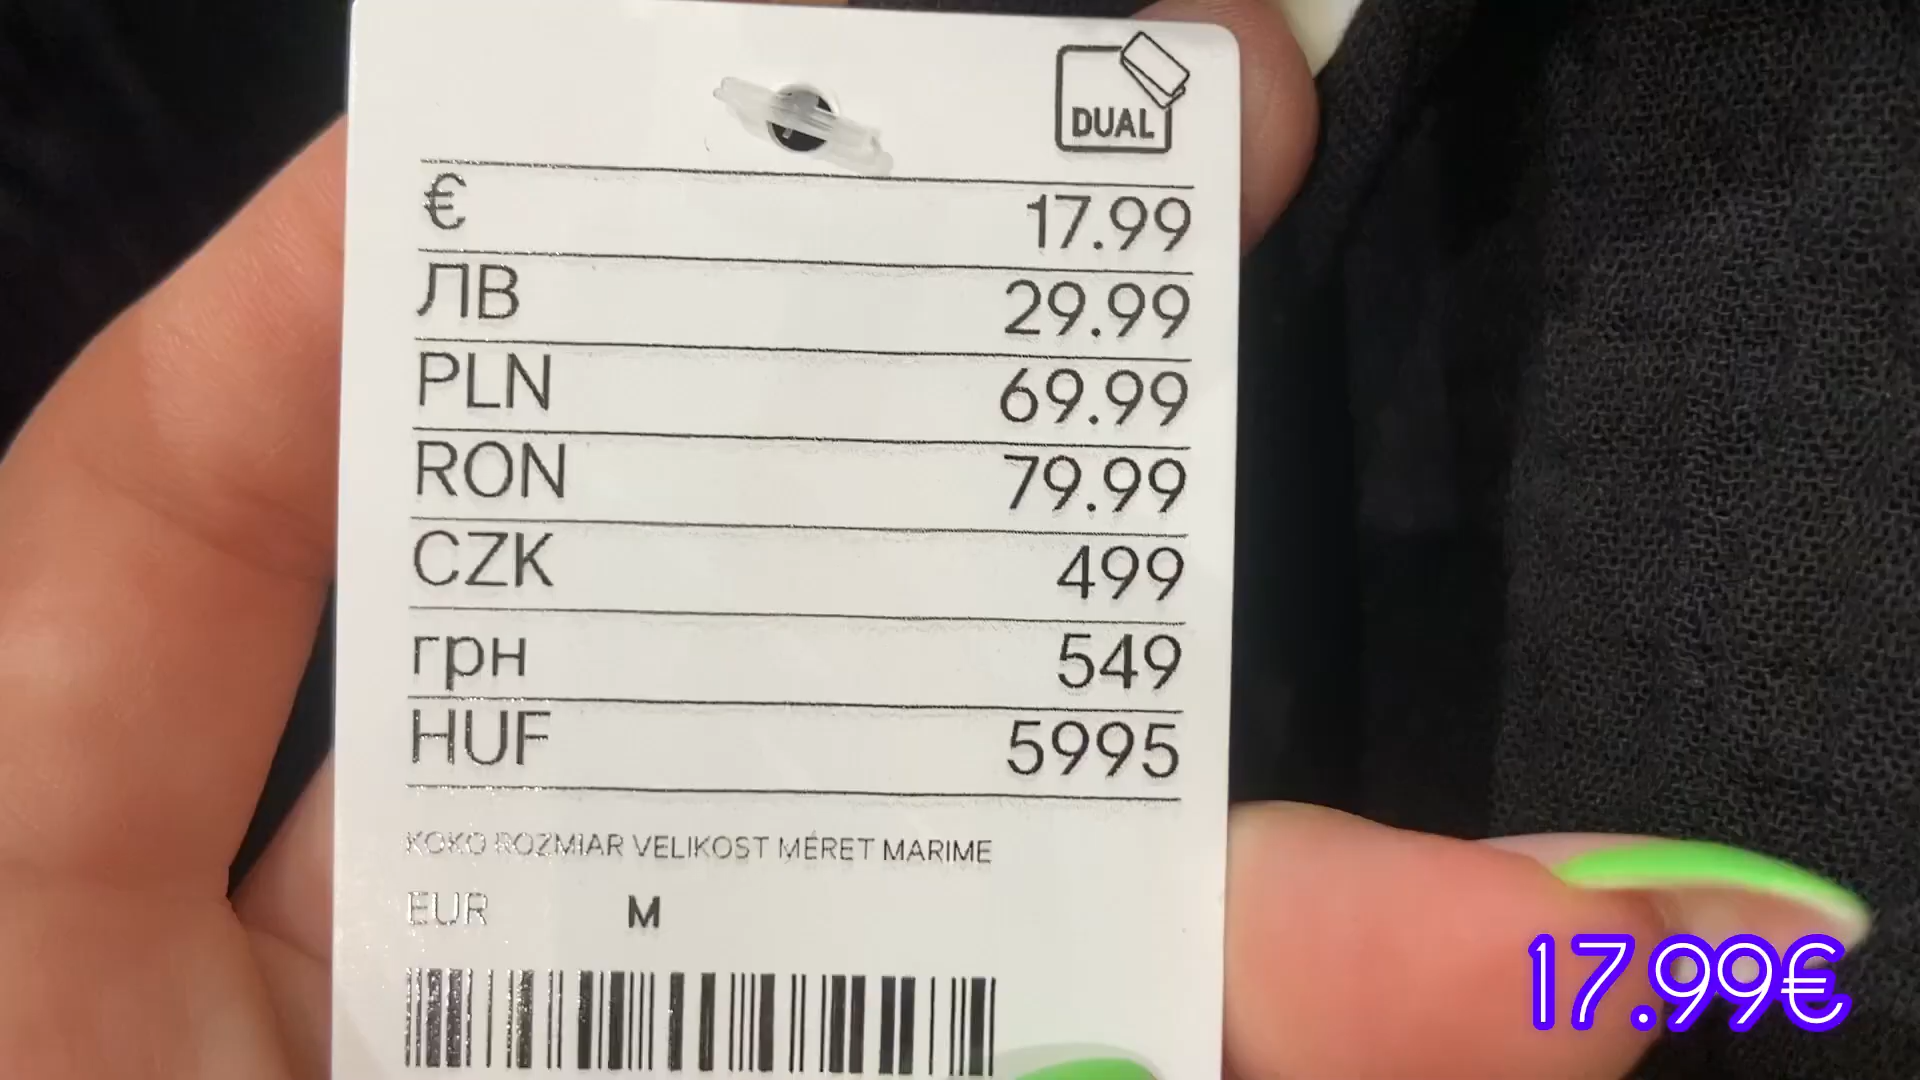 DUAL
€ 17.99
ЛВ 29.99
PLN 69.99
RON 79.99
CZK 499
грн 549
HUF 5995
KOKO ROZMIAR VELIKOST MÉRET MARIME
EUR M
17.99€